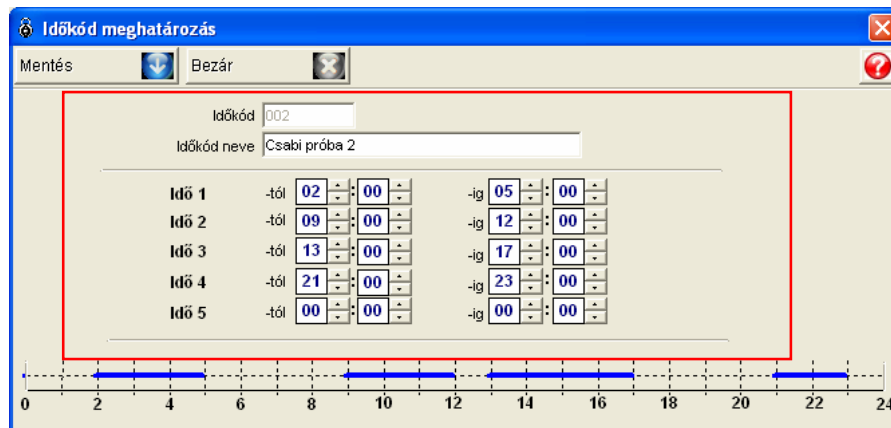 Időkód meghatározás
Mentés Bezár ?
Időkód 002
Időkód neve Csabi próba 2
Idő 1 -tól 02 : 00 -ig 05 : 00
Idő 2 -tól 09 : 00 -ig 12 : 00
Idő 3 -tól 13 : 00 -ig 17 : 00
Idő 4 -tól 21 : 00 -ig 23 : 00
Idő 5 -tól 00 : 00 -ig 00 : 00
0 2 4 6 8 10 12 14 16 18 20 22 24